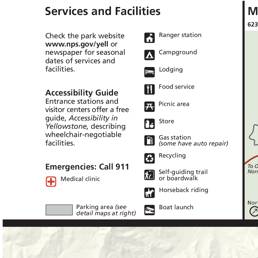 Services and Facilities
Check the park website
www.nps.gov/yell or
newspaper for seasonal
dates of services and
facilities.
Accessibility Guide
Entrance stations and
visitor centers offer a free
guide, Accessibility in
Yellowstone, describing
wheelchair-negotiable
facilities.
Emergencies: Call 911
Medical clinic
Parking area (see
detail maps at right)
Ranger station
Campground
Lodging
Food service
Picnic area
Store
Gas station
(some have auto repair)
Recycling
Self-guiding trail
or boardwalk
Horseback riding
Boat launch
M
623
To G
Nor